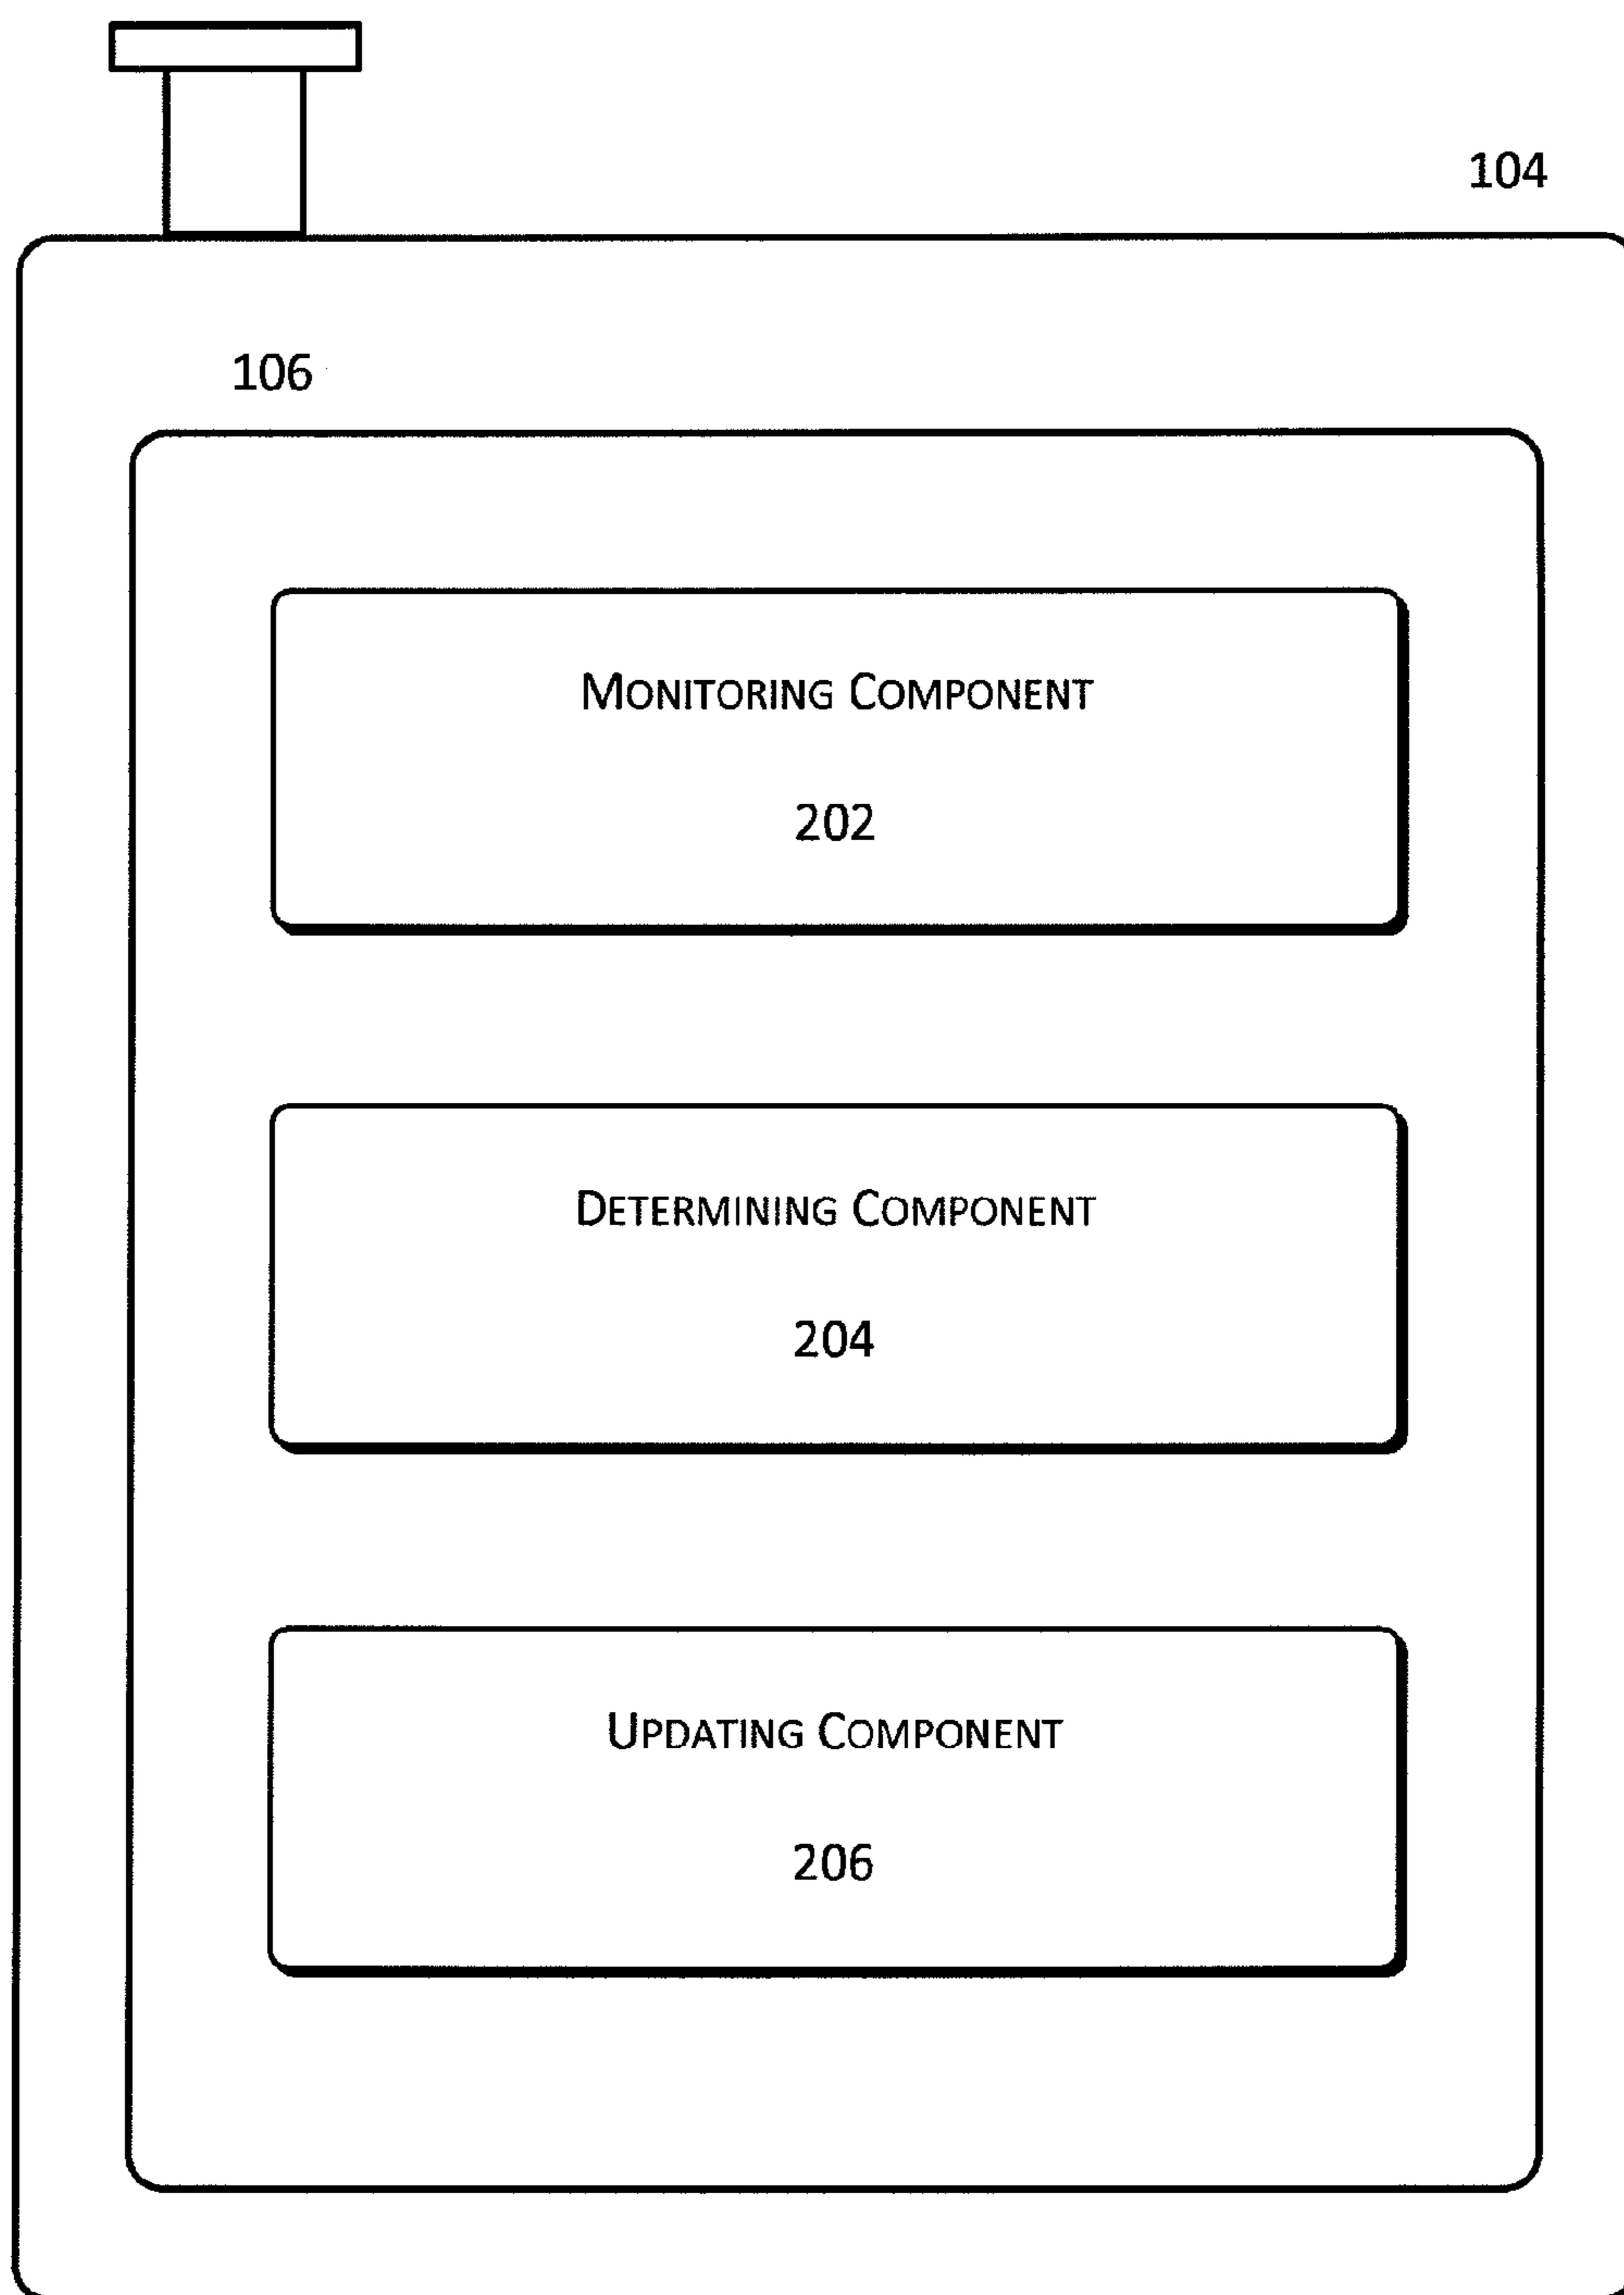 104
106
MONITORING COMPONENT
202
DETERMINING COMPONENT
204
UPDATING COMPONENT
206